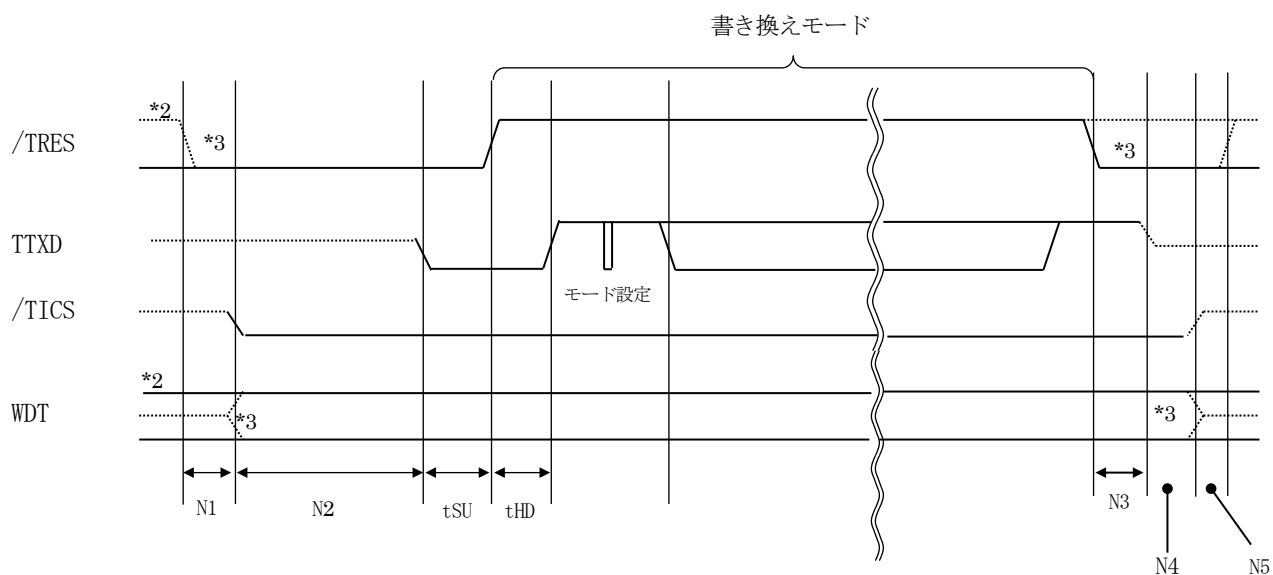 書き換えモード
*2
/TRES
*3
*3
TTXD
モード設定
/TICS
*2
WDT
*3
*3
N1
N2
tSU
tHD
N3
N4
N5